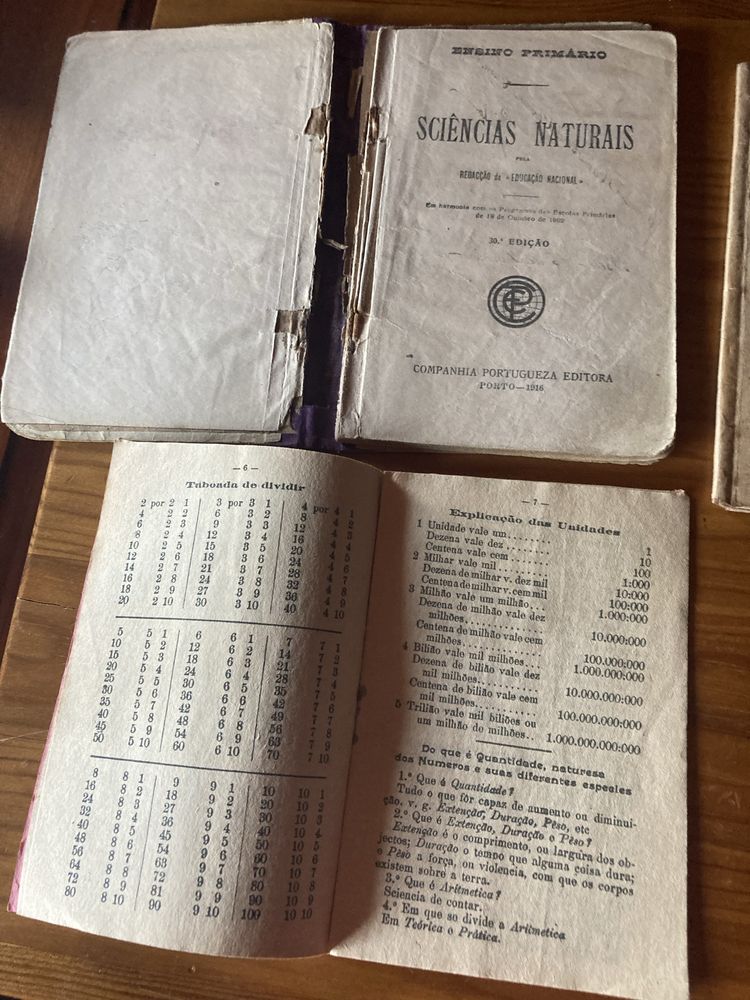 ENSINO PRIMÁRIO
SCIÊNCIAS NATURAIS
PELA
REDACÇÃO da «EDUCAÇÃO NACIONAL»
Em harmonia com os Programas das Escolas Primárias
de 18 de Outubro de 1902
30.ª EDIÇÃO
COMPANHIA PORTUGUEZA EDITORA
PORTO—1916
— 6 —
Taboada de dividir
2 por 2 1 3 por 3 1 4 por 4 1
4 2 2 6 3 2 8 4 2
6 2 3 9 3 3 12 4 3
8 2 4 12 3 4 16 4 4
10 2 5 15 3 5 20 4 5
12 2 6 18 3 6 24 4 6
14 2 7 21 3 7 28 4 7
16 2 8 24 3 8 32 4 8
18 2 9 27 3 9 36 4 9
20 2 10 30 3 10 40 4 10
5 5 1 6 6 1 7 7 1
10 5 2 12 6 2 14 7 2
15 5 3 18 6 3 21 7 3
20 5 4 24 6 4 28 7 4
25 5 5 30 6 5 35 7 5
30 5 6 36 6 6 42 7 6
35 5 7 42 6 7 49 7 7
40 5 8 48 6 8 56 7 8
45 5 9 54 6 9 63 7 9
50 5 10 60 6 10 70 7 10
8 8 1 9 9 1 10 10 1
16 8 2 18 9 2 20 10 2
24 8 3 27 9 3 30 10 3
32 8 4 36 9 4 40 10 4
40 8 5 45 9 5 50 10 5
48 8 6 54 9 6 60 10 6
56 8 7 63 9 7 70 10 7
64 8 8 72 9 8 80 10 8
72 8 9 81 9 9 90 10 9
80 8 10 90 9 10 100 10 10
— 7 —
Explicação das Unidades
1 Unidade vale um........ 1
Dezena vale dez........ 10
Centena vale cem........ 100
2 Milhar vale mil........ 1:000
Dezena de milhar v. dez mil 10:000
Centena de milhar v. cem mil 100:000
3 Milhão vale um milhão... 1.000:000
Dezena de milhão vale dez
milhões........ 10.000:000
Centena de milhão vale cem
milhões........ 100.000:000
4 Bilião vale mil milhões.... 1.000.000:000
Dezena de bilião vale dez
mil milhões........ 10.000.000:000
Centena de bilião vale cem
mil milhões........ 100.000.000:000
5 Trilião vale mil biliões ou
um milhão de milhões.. 1.000.000.000:000
Do que é Quantidade, naturesa
dos Numeros e suas diferentes especies
1.ª Que é Quantidade?
Tudo o que fôr capaz de aumento ou diminui-
ção, v. g. Extenção, Duração, Pêso, etc
2.ª Que é Extenção, Duração e Pêso?
Extenção é o comprimento, ou largura dos ob-
jectos; Duração o tempo que alguma coisa dura;
e Pêso a força, ou violencia, com que os corpos
existem sobre a terra.
3.ª Que é Aritmetica?
Sciencia de contar.
4.ª Em que se divide a Aritmetica
Em Teórica e Prática.